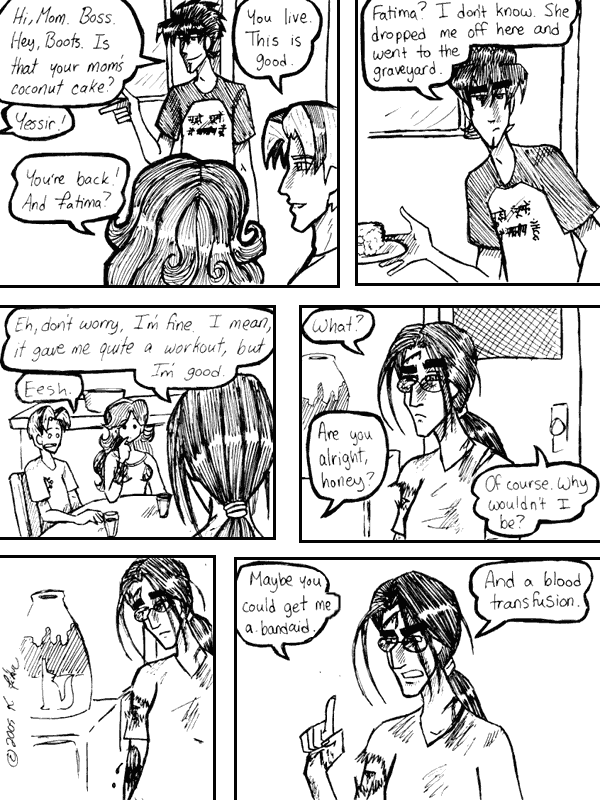 Hi, Mom. Boss.
Hey, Boots. Is
that your mom's
coconut cake?
You live.
This is
good.
Yessir!
You're back!
And Fatima?
Fatima? I don't know. She
dropped me off here and
went to the
graveyard.
Eh, don't worry, I'm fine. I mean,
it gave me quite a workout, but
I'm good.
Eesh.
What?
Are you
alright,
honey?
Of course. Why
wouldn't I
be?
Maybe you
could get me
a bandaid.
And a blood
transfusion.
© 2005 K